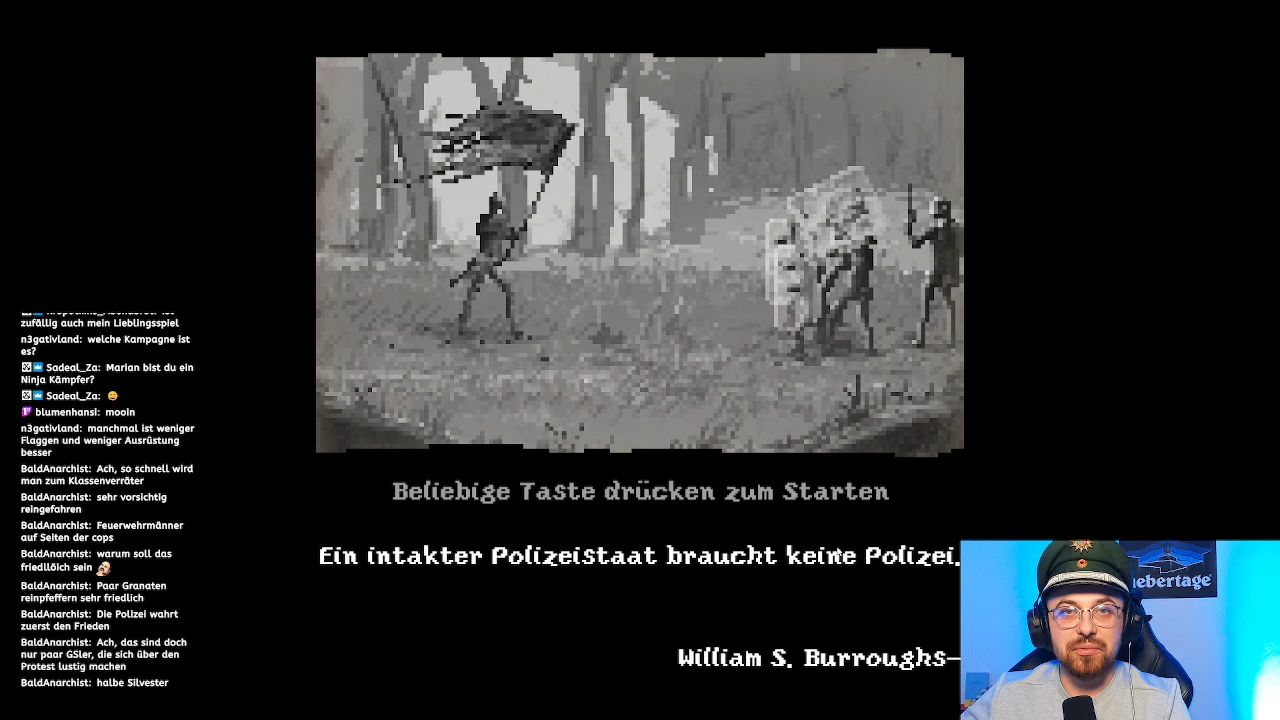 zufällig auch mein Lieblingsspiel
n3gativland: welche Kampagne ist
es?
Sadeal_Za: Marian bist du ein
Ninja Kämpfer?
Sadeal_Za:
blumenhansi: mooin
n3gativland: manchmal ist weniger
Flaggen und weniger Ausrüstung
besser
BaldAnarchist: Ach, so schnell wird
man zum Klassenverräter
BaldAnarchist: sehr vorsichtig
reingefahren
BaldAnarchist: Feuerwehrmänner
auf Seiten der cops
BaldAnarchist: warum soll das
friedllöich sein
BaldAnarchist: Paar Granaten
reinpfeffern sehr friedlich
BaldAnarchist: Die Polizei wahrt
zuerst den Frieden
BaldAnarchist: Ach, das sind doch
nur paar GSler, die sich über den
Protest lustig machen
BaldAnarchist: halbe Silvester
Beliebige Taste drücken zum Starten
Ein intakter Polizeistaat braucht keine Polizei.
William S. Burroughs—
uebertage